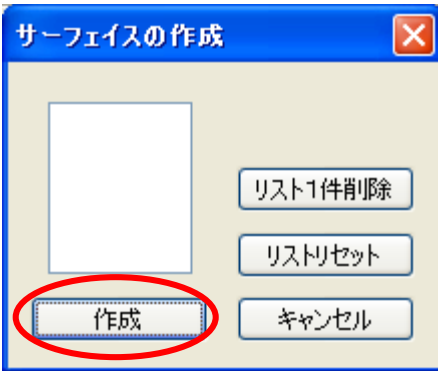 サーフェイスの作成
リスト1件削除
リストリセット
作成
キャンセル